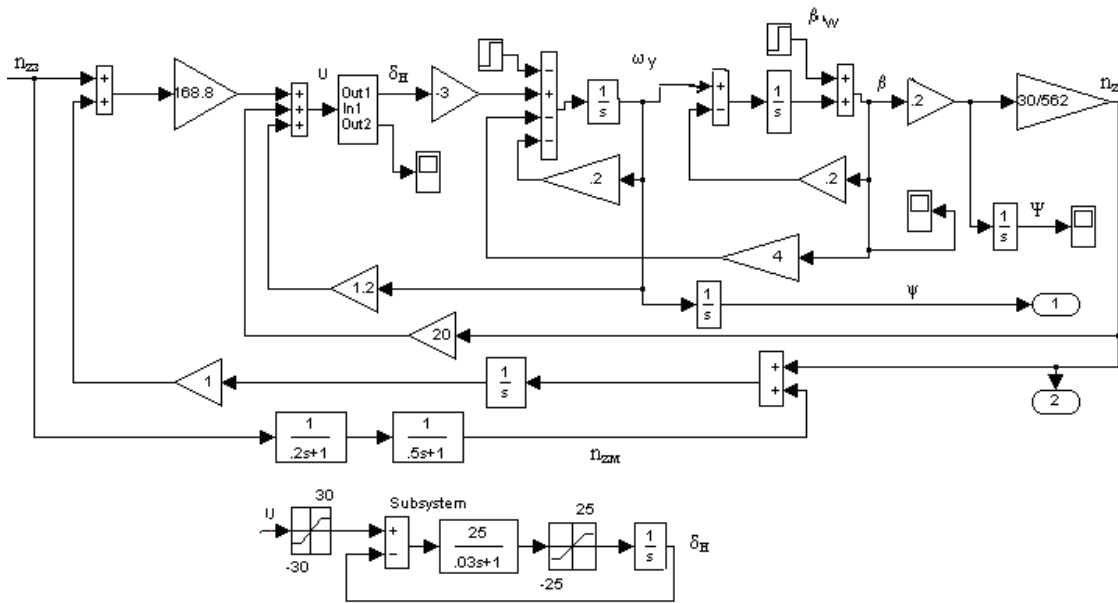 n_z3
+
+
168.8
U
+
+
+
Out1
In1
Out2
δ_H
-3
−
+
−
−
1
s
ω_y
+
−
1
s
β_W
+
+
β
.2
30/562
n_z
.2
.2
4
1
s
Ψ
1.2
1
s
ψ
1
20
1
1
s
+
+
2
1
.2s+1
1
.5s+1
n_ZM
U
30
-30
Subsystem
+
−
25
.03s+1
25
-25
1
s
δ_H